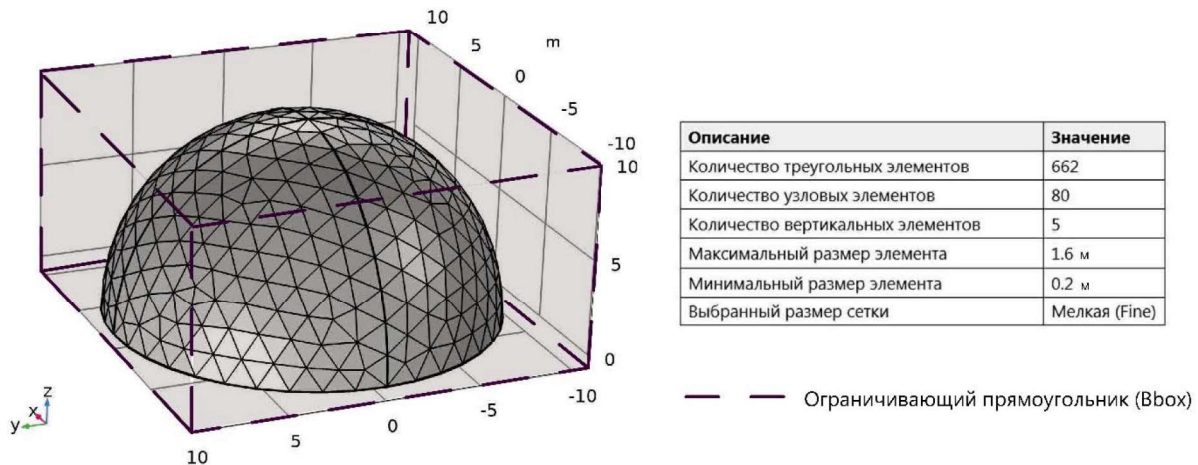 10
5
m
0
-5
-10
10
5
0
-10
-5
0
5
10
z
x
y
Описание Значение
Количество треугольных элементов 662
Количество узловых элементов 80
Количество вертикальных элементов 5
Максимальный размер элемента 1.6 м
Минимальный размер элемента 0.2 м
Выбранный размер сетки Мелкая (Fine)
Ограничивающий прямоугольник (Bbox)